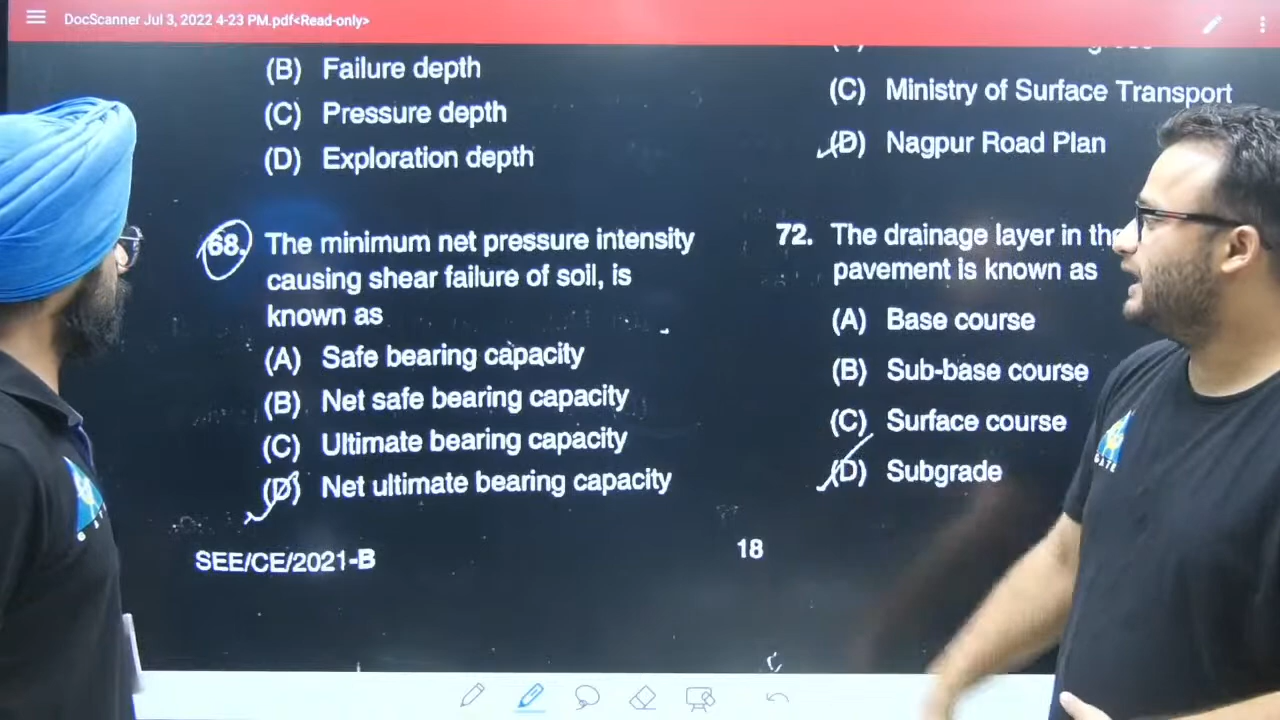 DocScanner Jul 3, 2022 4-23 PM.pdf<Read-only>
(B) Failure depth
(C) Pressure depth
(D) Exploration depth
68. The minimum net pressure intensity
causing shear failure of soil, is
known as
(A) Safe bearing capacity
(B) Net safe bearing capacity
(C) Ultimate bearing capacity
(D) Net ultimate bearing capacity
SEE/CE/2021-B
18
(C) Ministry of Surface Transport
(D) Nagpur Road Plan
72. The drainage layer in the
pavement is known as
(A) Base course
(B) Sub-base course
(C) Surface course
(D) Subgrade
GATE